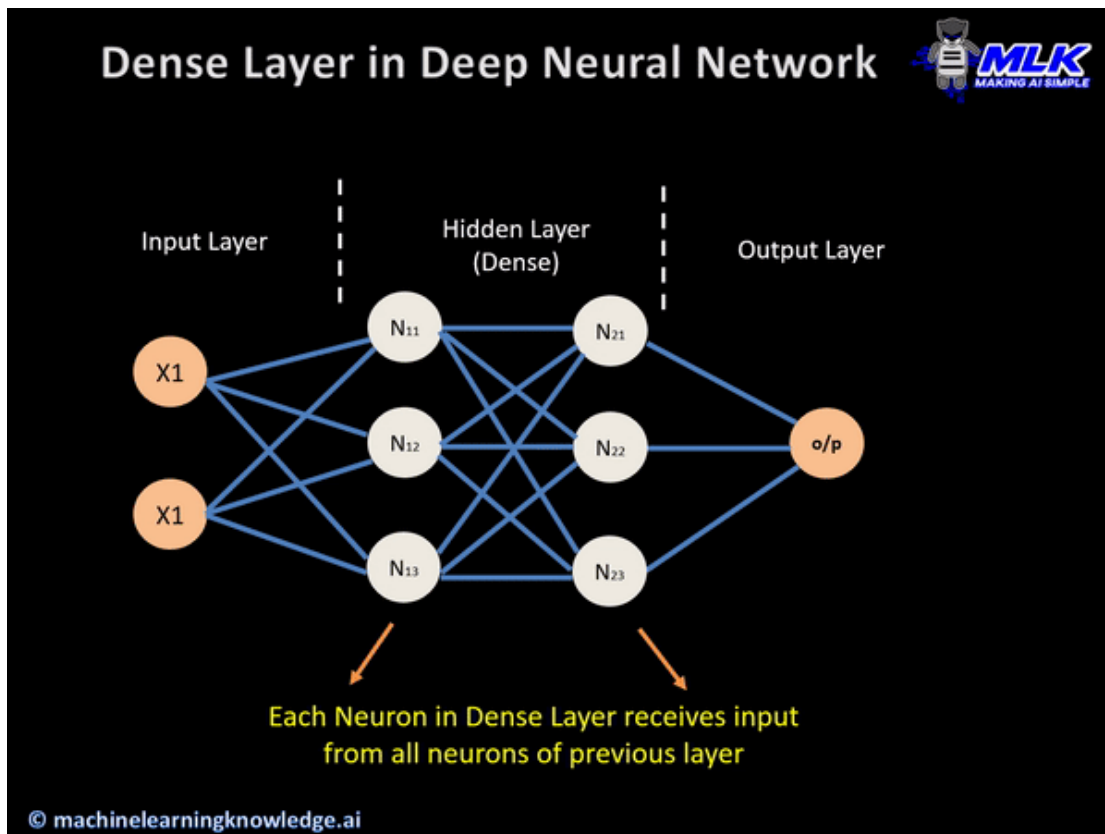 Dense Layer in Deep Neural Network
MLK
MAKING AI SIMPLE
Input Layer
Hidden Layer
(Dense)
Output Layer
N₁₁
N₂₁
X1
N₁₂
N₂₂
o/p
X1
N₁₃
N₂₃
Each Neuron in Dense Layer receives input
from all neurons of previous layer
© machinelearningknowledge.ai